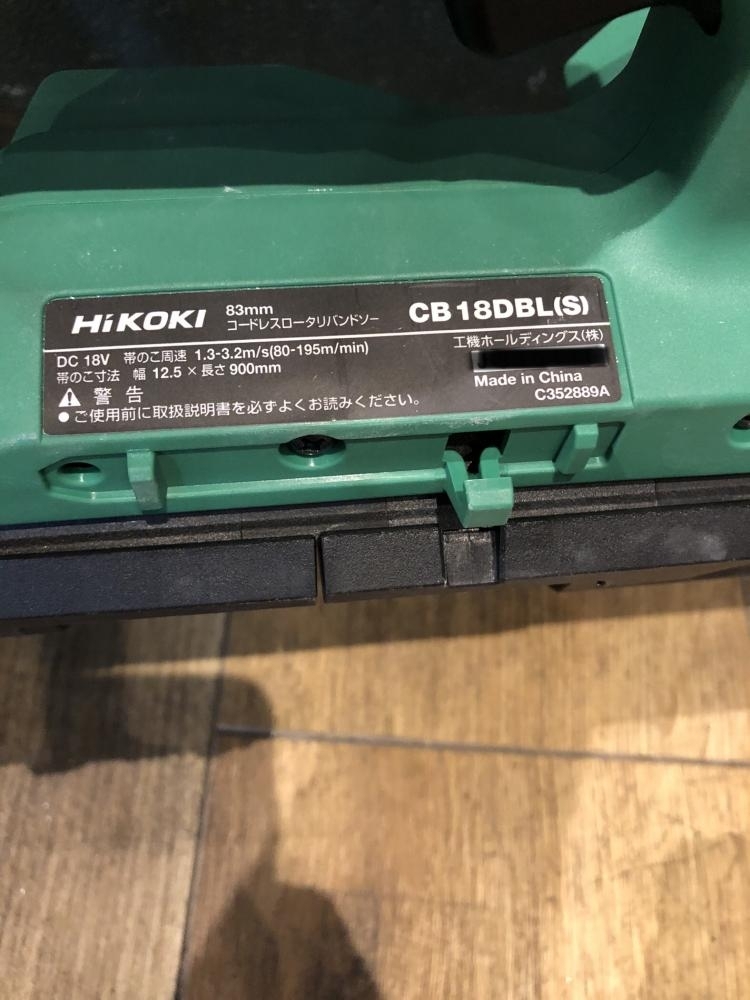 HiKOKI 83mm コードレスロータリバンドソー CB 18DBL(S)
DC 18V 帯のこ周速 1.3-3.2m/s(80-195m/min)
帯のこ寸法 幅 12.5×長さ 900mm
警告
●ご使用前に取扱説明書を必ずよくお読みください。
工機ホールディングス(株)
Made in China
C352889A